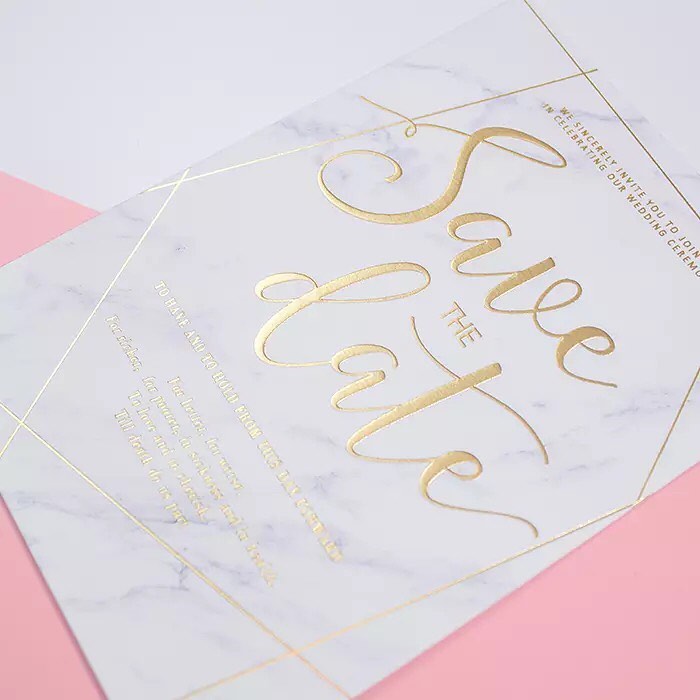 WE SINCERELY INVITE YOU TO JOIN
IN CELEBRATING OUR WEDDING CEREMO
Save
THE
date
TO HAVE AND TO HOLD FROM THIS DAY FORWARD
For better, for worse,
For richer, for poorer, in sickness and in health,
To love and to cherish,
Till death do us part.